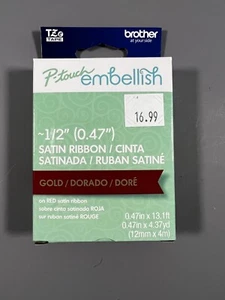 TZe TAPE
brother
at your side
P-touch embellish
16.99
~1/2" (0.47")
SATIN RIBBON / CINTA
SATINADA / RUBAN SATINÉ
GOLD / DORADO / DORÉ
on RED satin ribbon
sobre cinta satinada ROJA
sur ruban satiné ROUGE
0.47in x 13.1ft
0.47in x 4.37yd
(12mm x 4m)